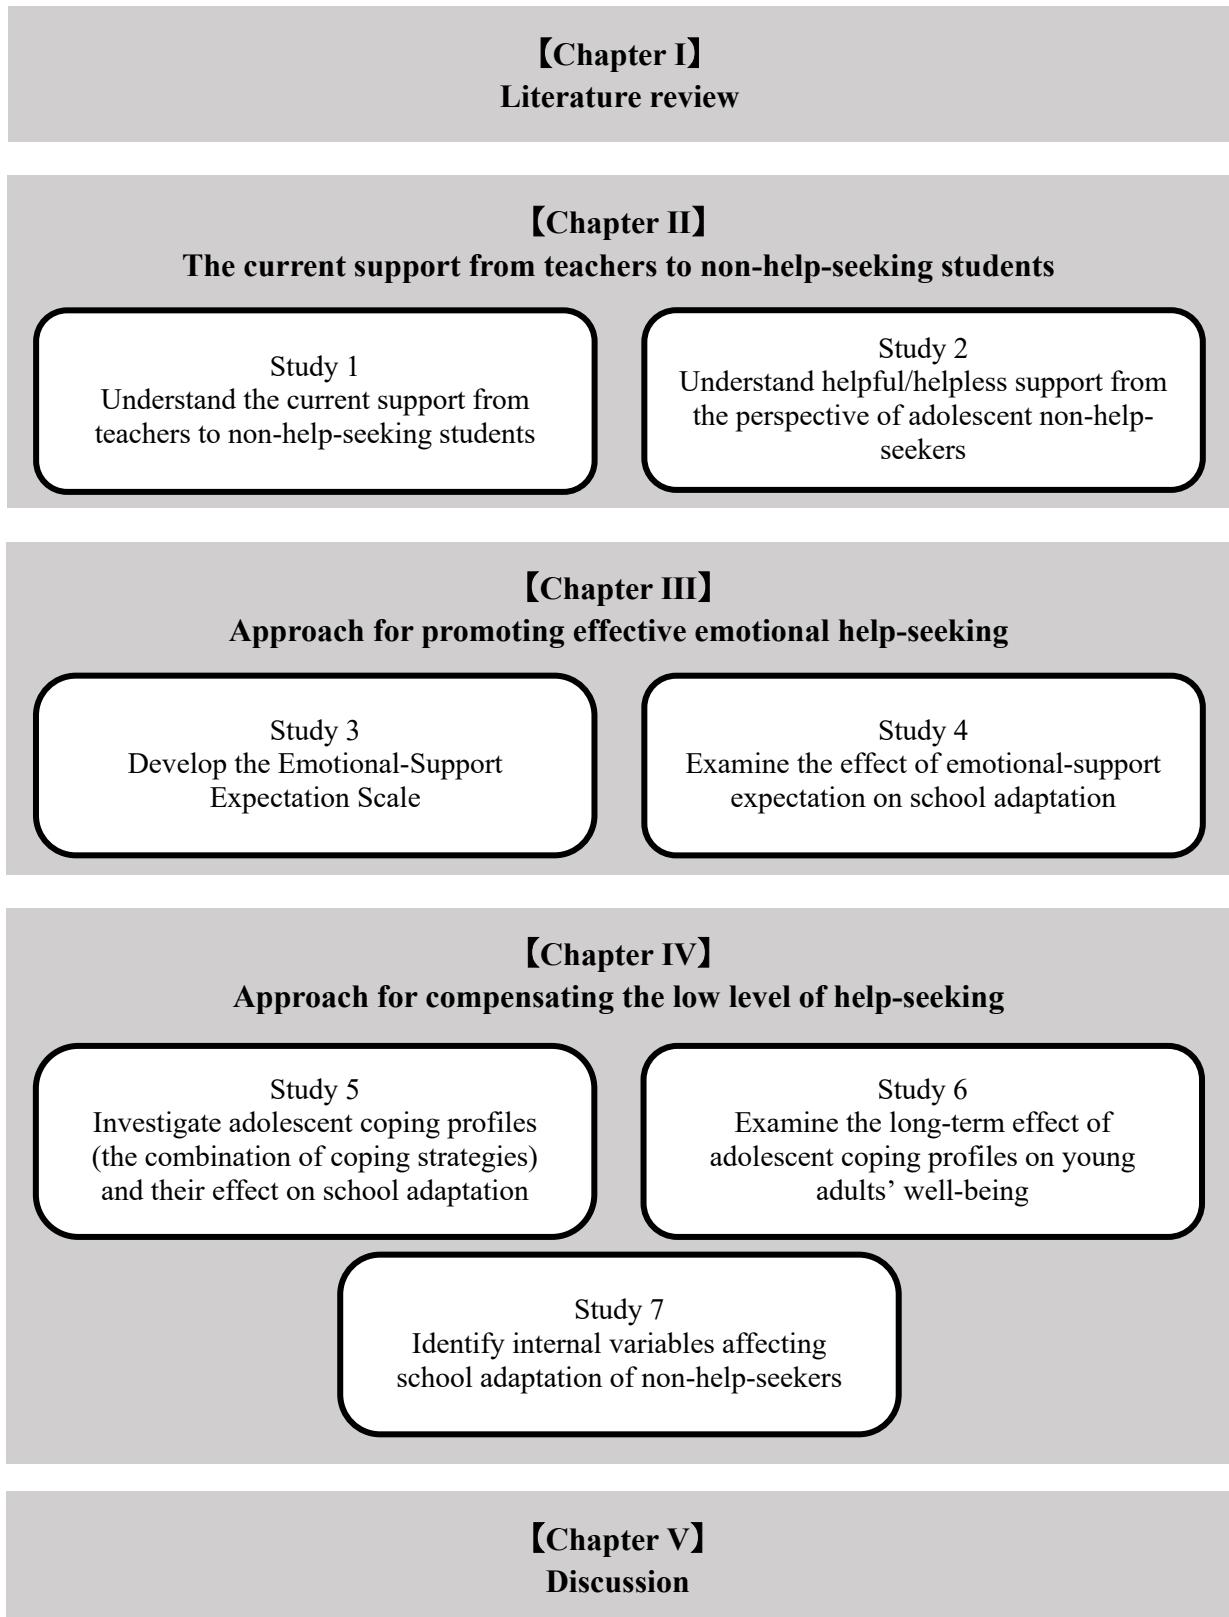 【Chapter I】
Literature review
【Chapter II】
The current support from teachers to non-help-seeking students
Study 1
Understand the current support from
teachers to non-help-seeking students
Study 2
Understand helpful/helpless support from
the perspective of adolescent non-help-
seekers
【Chapter III】
Approach for promoting effective emotional help-seeking
Study 3
Develop the Emotional-Support
Expectation Scale
Study 4
Examine the effect of emotional-support
expectation on school adaptation
【Chapter IV】
Approach for compensating the low level of help-seeking
Study 5
Investigate adolescent coping profiles
(the combination of coping strategies)
and their effect on school adaptation
Study 6
Examine the long-term effect of
adolescent coping profiles on young
adults’ well-being
Study 7
Identify internal variables affecting
school adaptation of non-help-seekers
【Chapter V】
Discussion